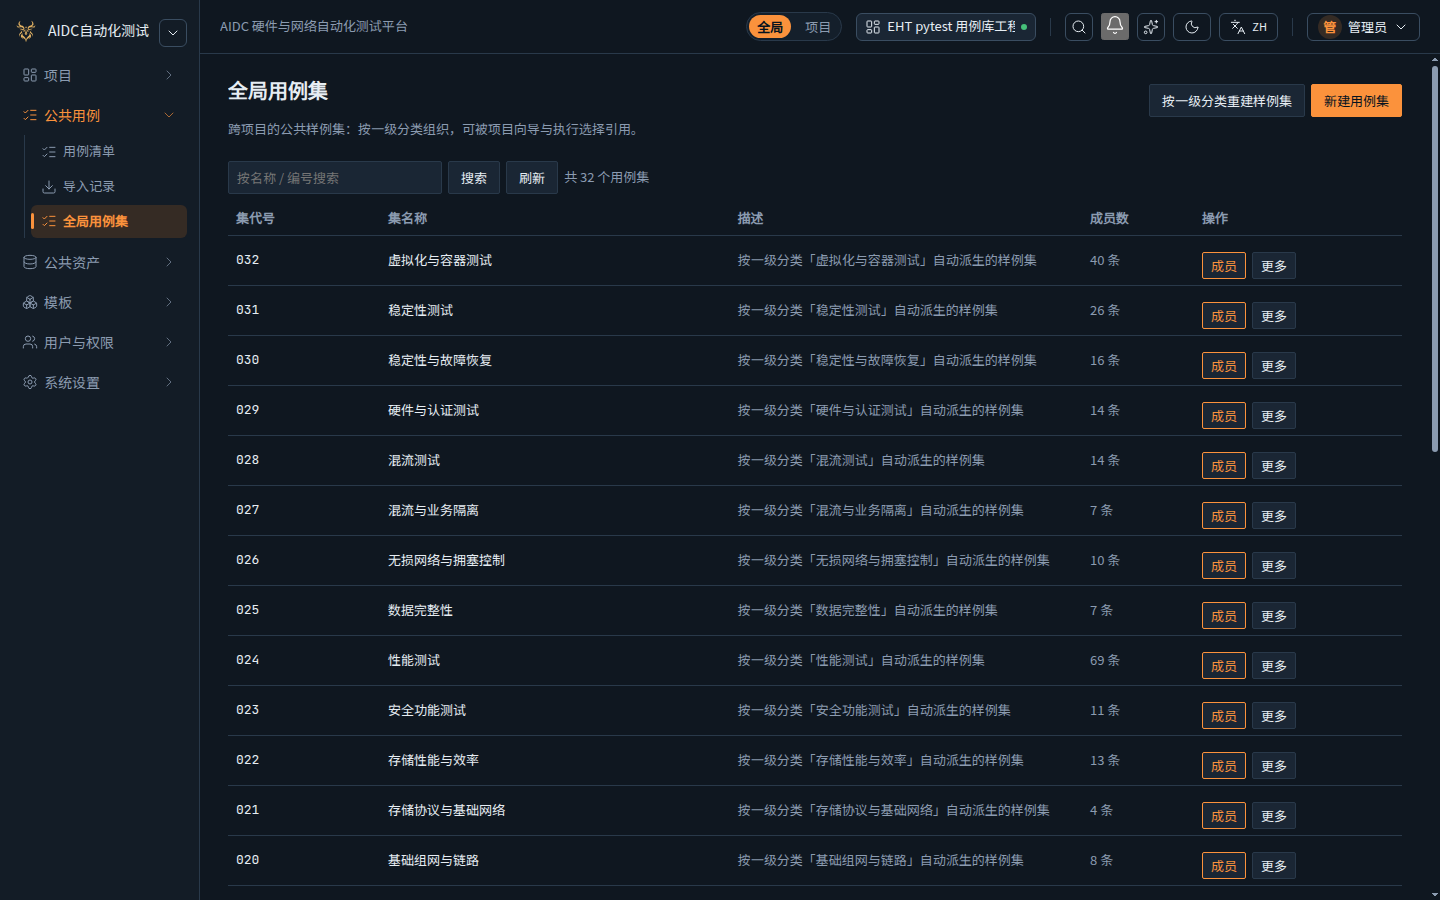 AIDC自动化测试
项目
公共用例
用例清单
导入记录
全局用例集
公共资产
模板
用户与权限
系统设置
AIDC 硬件与网络自动化测试平台
全局 项目
EHT pytest 用例库工程
ZH
管 管理员
全局用例集
跨项目的公共样例集：按一级分类组织，可被项目向导与执行选择引用。
按一级分类重建样例集 新建用例集
按名称 / 编号搜索 搜索 刷新 共 32 个用例集
集代号 集名称 描述 成员数 操作
032 虚拟化与容器测试 按一级分类「虚拟化与容器测试」自动派生的样例集 40 条 成员 更多
031 稳定性测试 按一级分类「稳定性测试」自动派生的样例集 26 条 成员 更多
030 稳定性与故障恢复 按一级分类「稳定性与故障恢复」自动派生的样例集 16 条 成员 更多
029 硬件与认证测试 按一级分类「硬件与认证测试」自动派生的样例集 14 条 成员 更多
028 混流测试 按一级分类「混流测试」自动派生的样例集 14 条 成员 更多
027 混流与业务隔离 按一级分类「混流与业务隔离」自动派生的样例集 7 条 成员 更多
026 无损网络与拥塞控制 按一级分类「无损网络与拥塞控制」自动派生的样例集 10 条 成员 更多
025 数据完整性 按一级分类「数据完整性」自动派生的样例集 7 条 成员 更多
024 性能测试 按一级分类「性能测试」自动派生的样例集 69 条 成员 更多
023 安全功能测试 按一级分类「安全功能测试」自动派生的样例集 11 条 成员 更多
022 存储性能与效率 按一级分类「存储性能与效率」自动派生的样例集 13 条 成员 更多
021 存储协议与基础网络 按一级分类「存储协议与基础网络」自动派生的样例集 4 条 成员 更多
020 基础组网与链路 按一级分类「基础组网与链路」自动派生的样例集 8 条 成员 更多